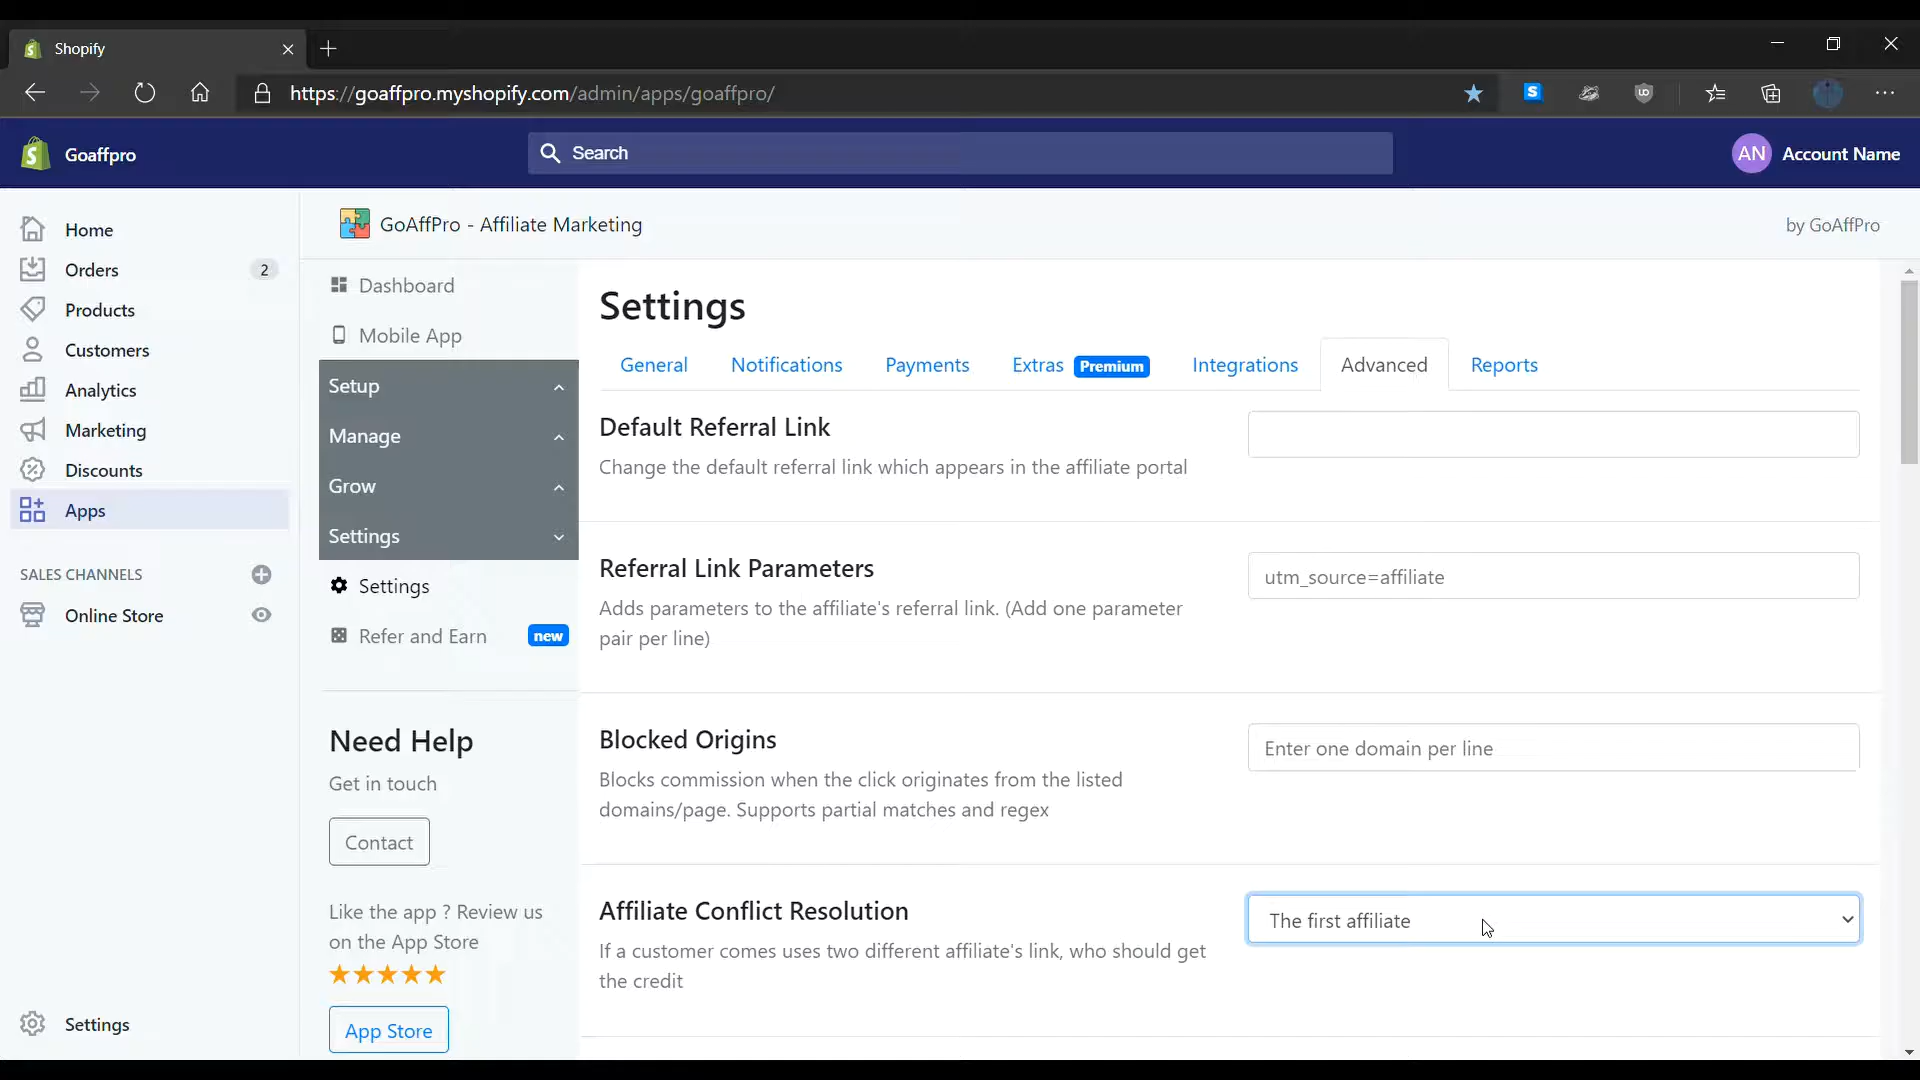 Shopify
https://goaffpro.myshopify.com/admin/apps/goaffpro/
S
UO
Goaffpro
Search
AN
Account Name
Home
Orders
2
Products
Customers
Analytics
Marketing
Discounts
Apps
SALES CHANNELS
Online Store
Settings
GoAffPro - Affiliate Marketing
by GoAffPro
Dashboard
Mobile App
Setup
Manage
Grow
Settings
Settings
Refer and Earn
new
Need Help
Get in touch
Contact
Like the app ? Review us
on the App Store
App Store
Settings
General
Notifications
Payments
Extras Premium
Integrations
Advanced
Reports
Default Referral Link
Change the default referral link which appears in the affiliate portal
Referral Link Parameters
Adds parameters to the affiliate's referral link. (Add one parameter
pair per line)
utm_source=affiliate
Blocked Origins
Blocks commission when the click originates from the listed
domains/page. Supports partial matches and regex
Enter one domain per line
Affiliate Conflict Resolution
If a customer comes uses two different affiliate's link, who should get
the credit
The first affiliate